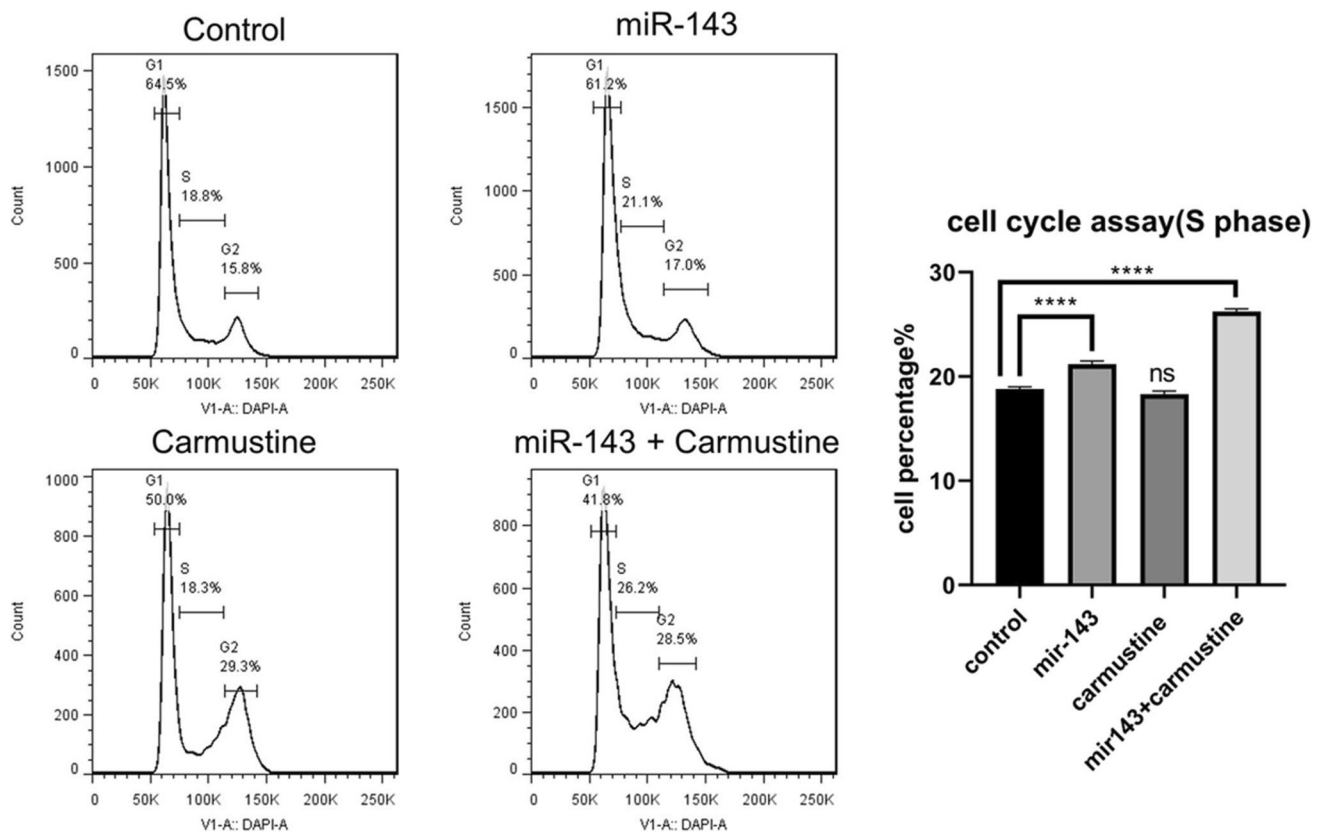 Control
1500
1000
500
0
Count
G1
64.5%
S
18.8%
G2
15.8%
0 50K 100K 150K 200K 250K
V1-A:: DAPI-A
miR-143
1500
1000
500
0
Count
G1
61.2%
S
21.1%
G2
17.0%
0 50K 100K 150K 200K 250K
V1-A:: DAPI-A
Carmustine
1000
800
600
400
200
0
Count
G1
50.0%
S
18.3%
G2
29.3%
0 50K 100K 150K 200K 250K
V1-A:: DAPI-A
miR-143 + Carmustine
800
600
400
200
0
Count
G1
41.8%
S
26.2%
G2
28.5%
0 50K 100K 150K 200K 250K
V1-A:: DAPI-A
cell cycle assay(S phase)
cell percentage%
30
20
10
0
****
****
ns
control
mir-143
carmustine
mir143+carmustine